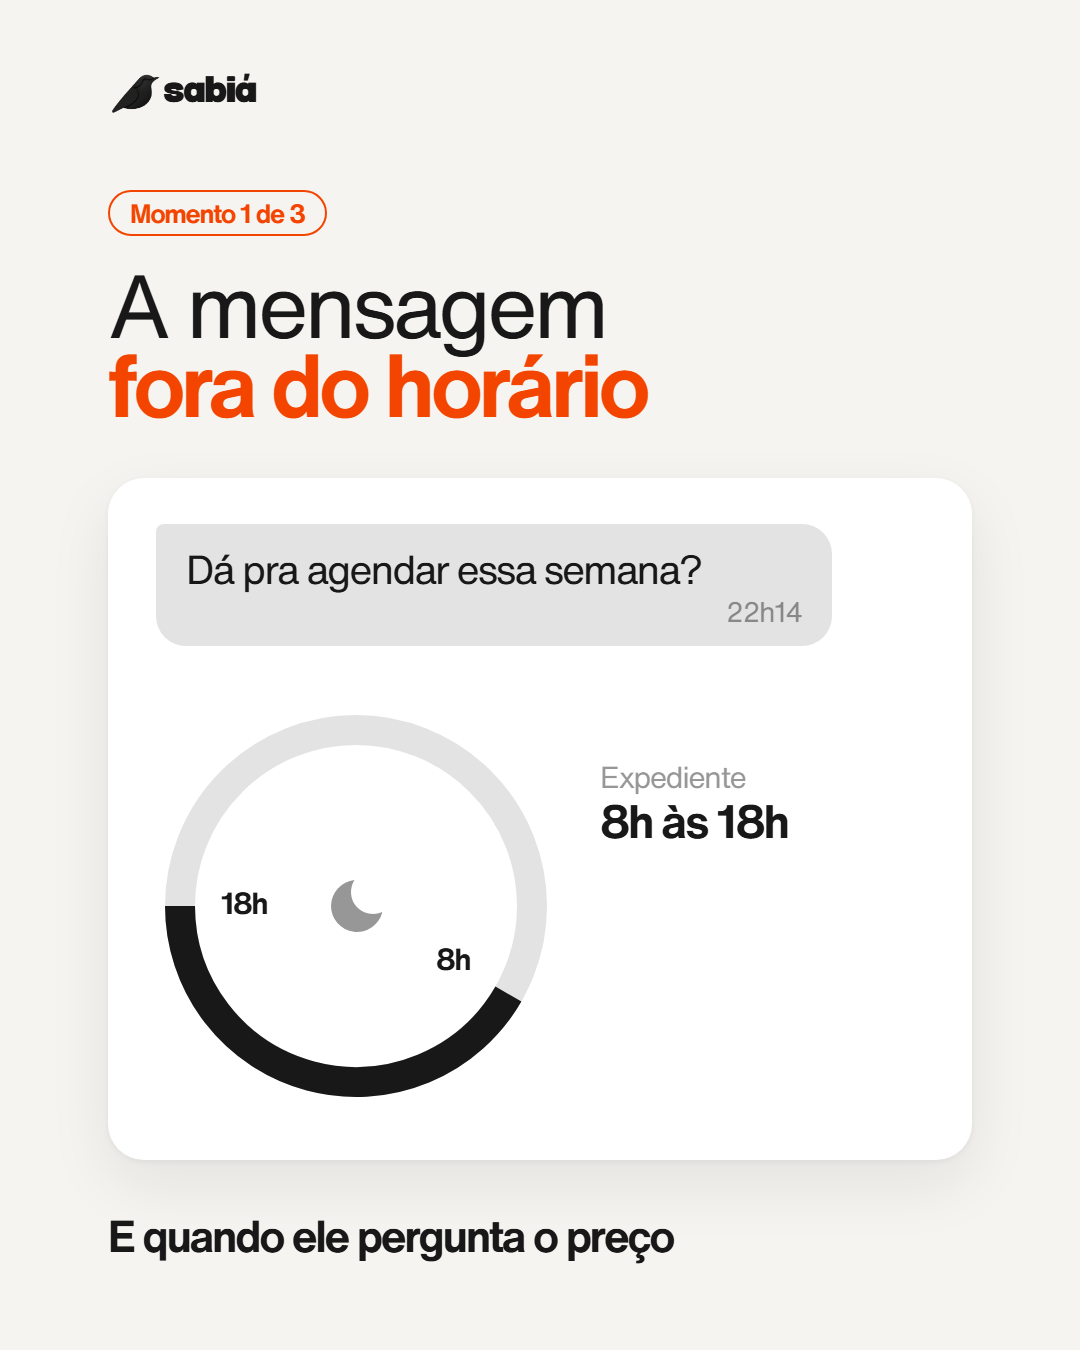 sabiá
Momento 1 de 3
A mensagem
fora do horário
Dá pra agendar essa semana?
22h14
Expediente
8h às 18h
18h
8h
E quando ele pergunta o preço